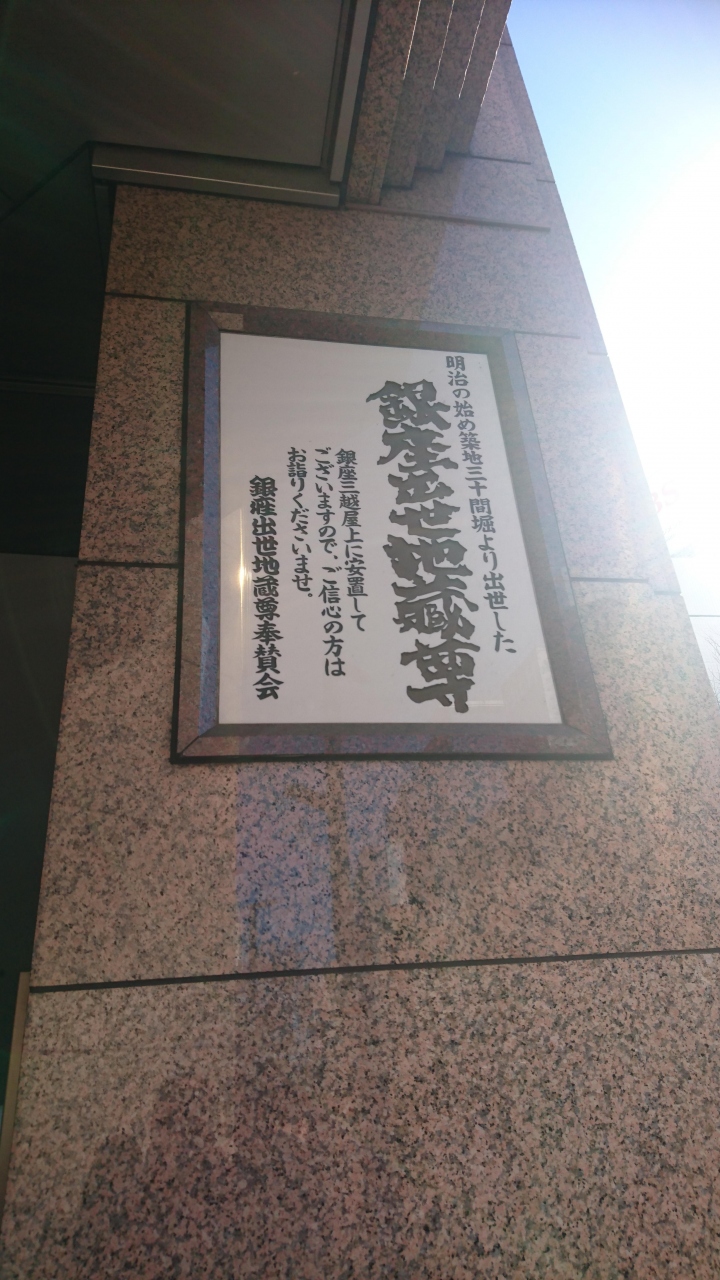 明治の始め築地三十間堀より出世した
銀座出世地蔵尊
銀座三越屋上に安置して
ございますので、ご信心の方は
お詣りくださいませ。
銀座出世地蔵尊奉賛会